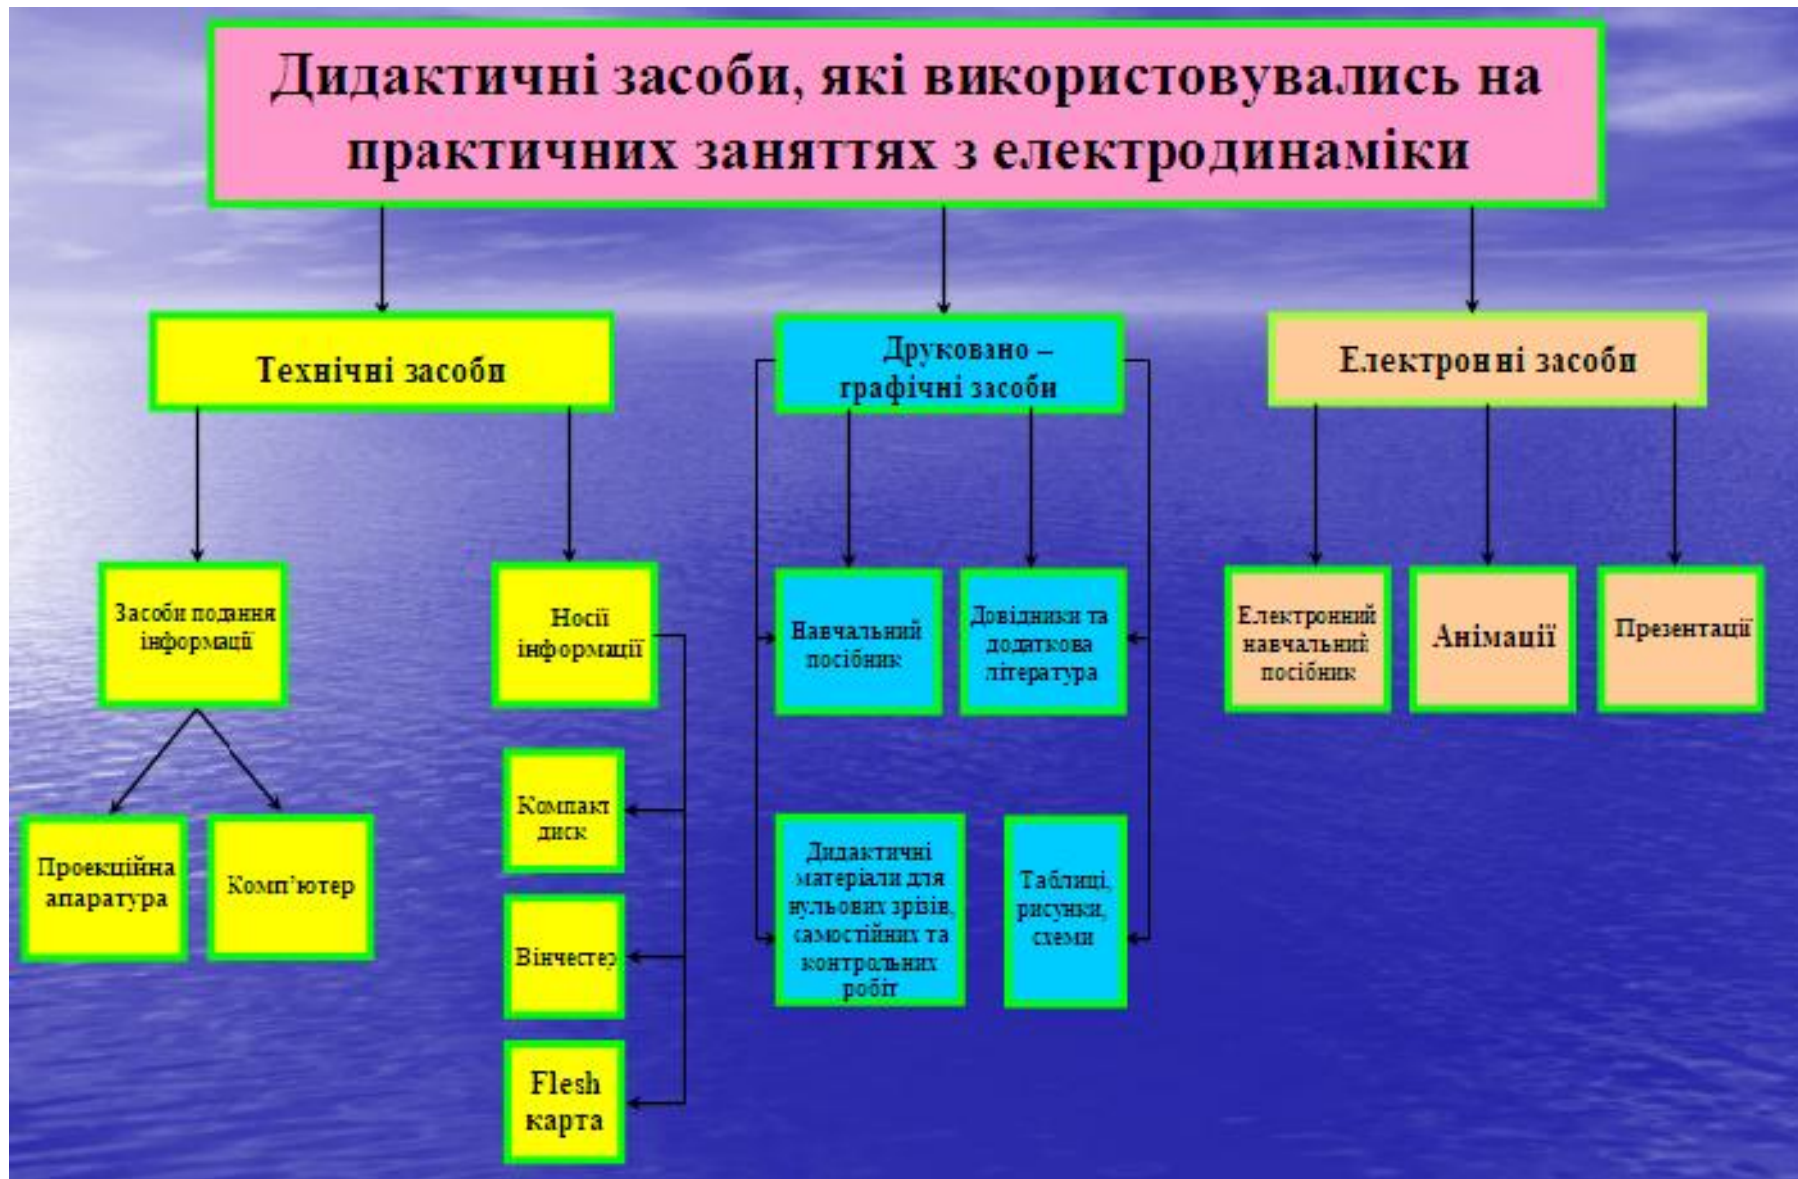 Дидактичні засоби, які використовувались на
практичних заняттях з електродинаміки
Технічні засоби
Друковано –
графічні засоби
Електронні засоби
Засоби подання
інформації
Носії
інформації
Навчальний
посібник
Довідники та
додаткова
література
Електронний
навчальний
посібник
Анімації
Презентації
Проекційна
апаратура
Комп’ютер
Компакт
диск
Вінчестер
Flesh
карта
Дидактичні
матеріали для
нульових зрізів,
самостійних та
контрольних
робіт
Таблиці,
рисунки,
схеми